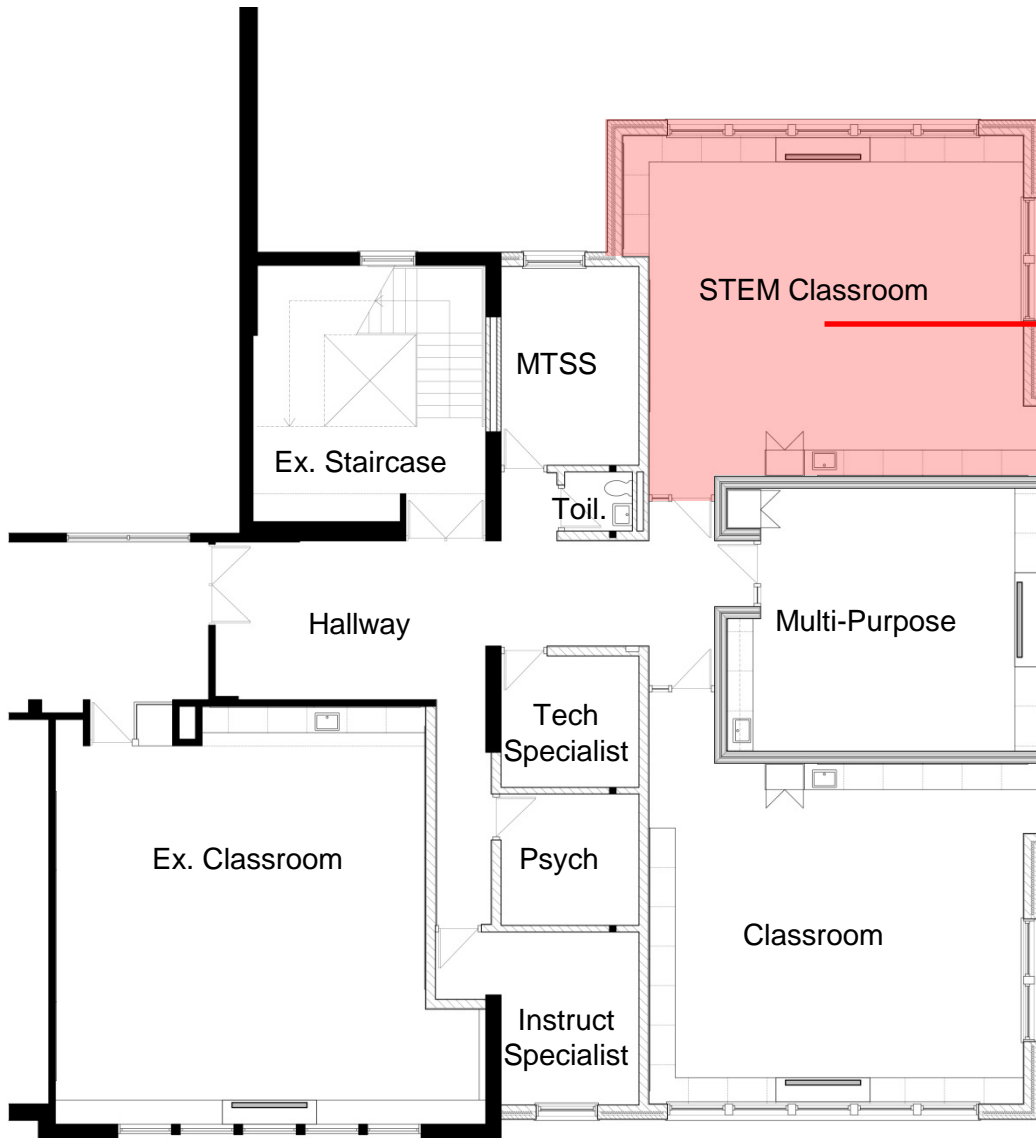 STEM Classroom
MTSS
Ex. Staircase
Toil.
Hallway
Multi-Purpose
Tech
Specialist
Ex. Classroom
Psych
Classroom
Instruct
Specialist